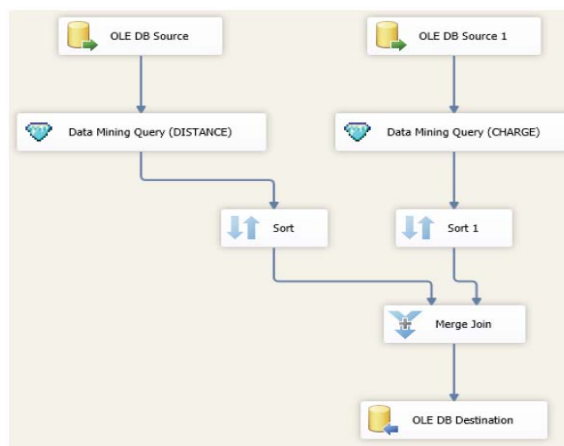 OLE DB Source
OLE DB Source 1
Data Mining Query (DISTANCE)
Data Mining Query (CHARGE)
Sort
Sort 1
Merge Join
OLE DB Destination